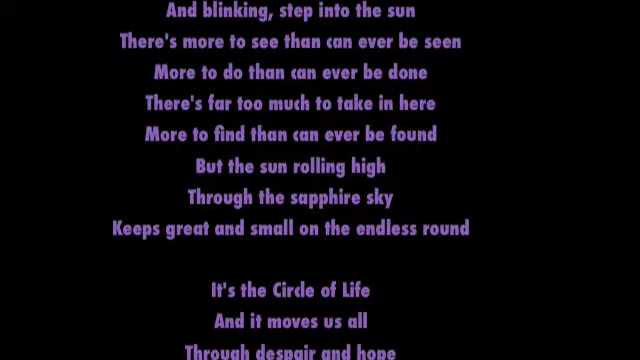 And blinking, step into the sun
There's more to see than can ever be seen
More to do than can ever be done
There's far too much to take in here
More to find than can ever be found
But the sun rolling high
Through the sapphire sky
Keeps great and small on the endless round
It's the Circle of Life
And it moves us all
Through despair and hope